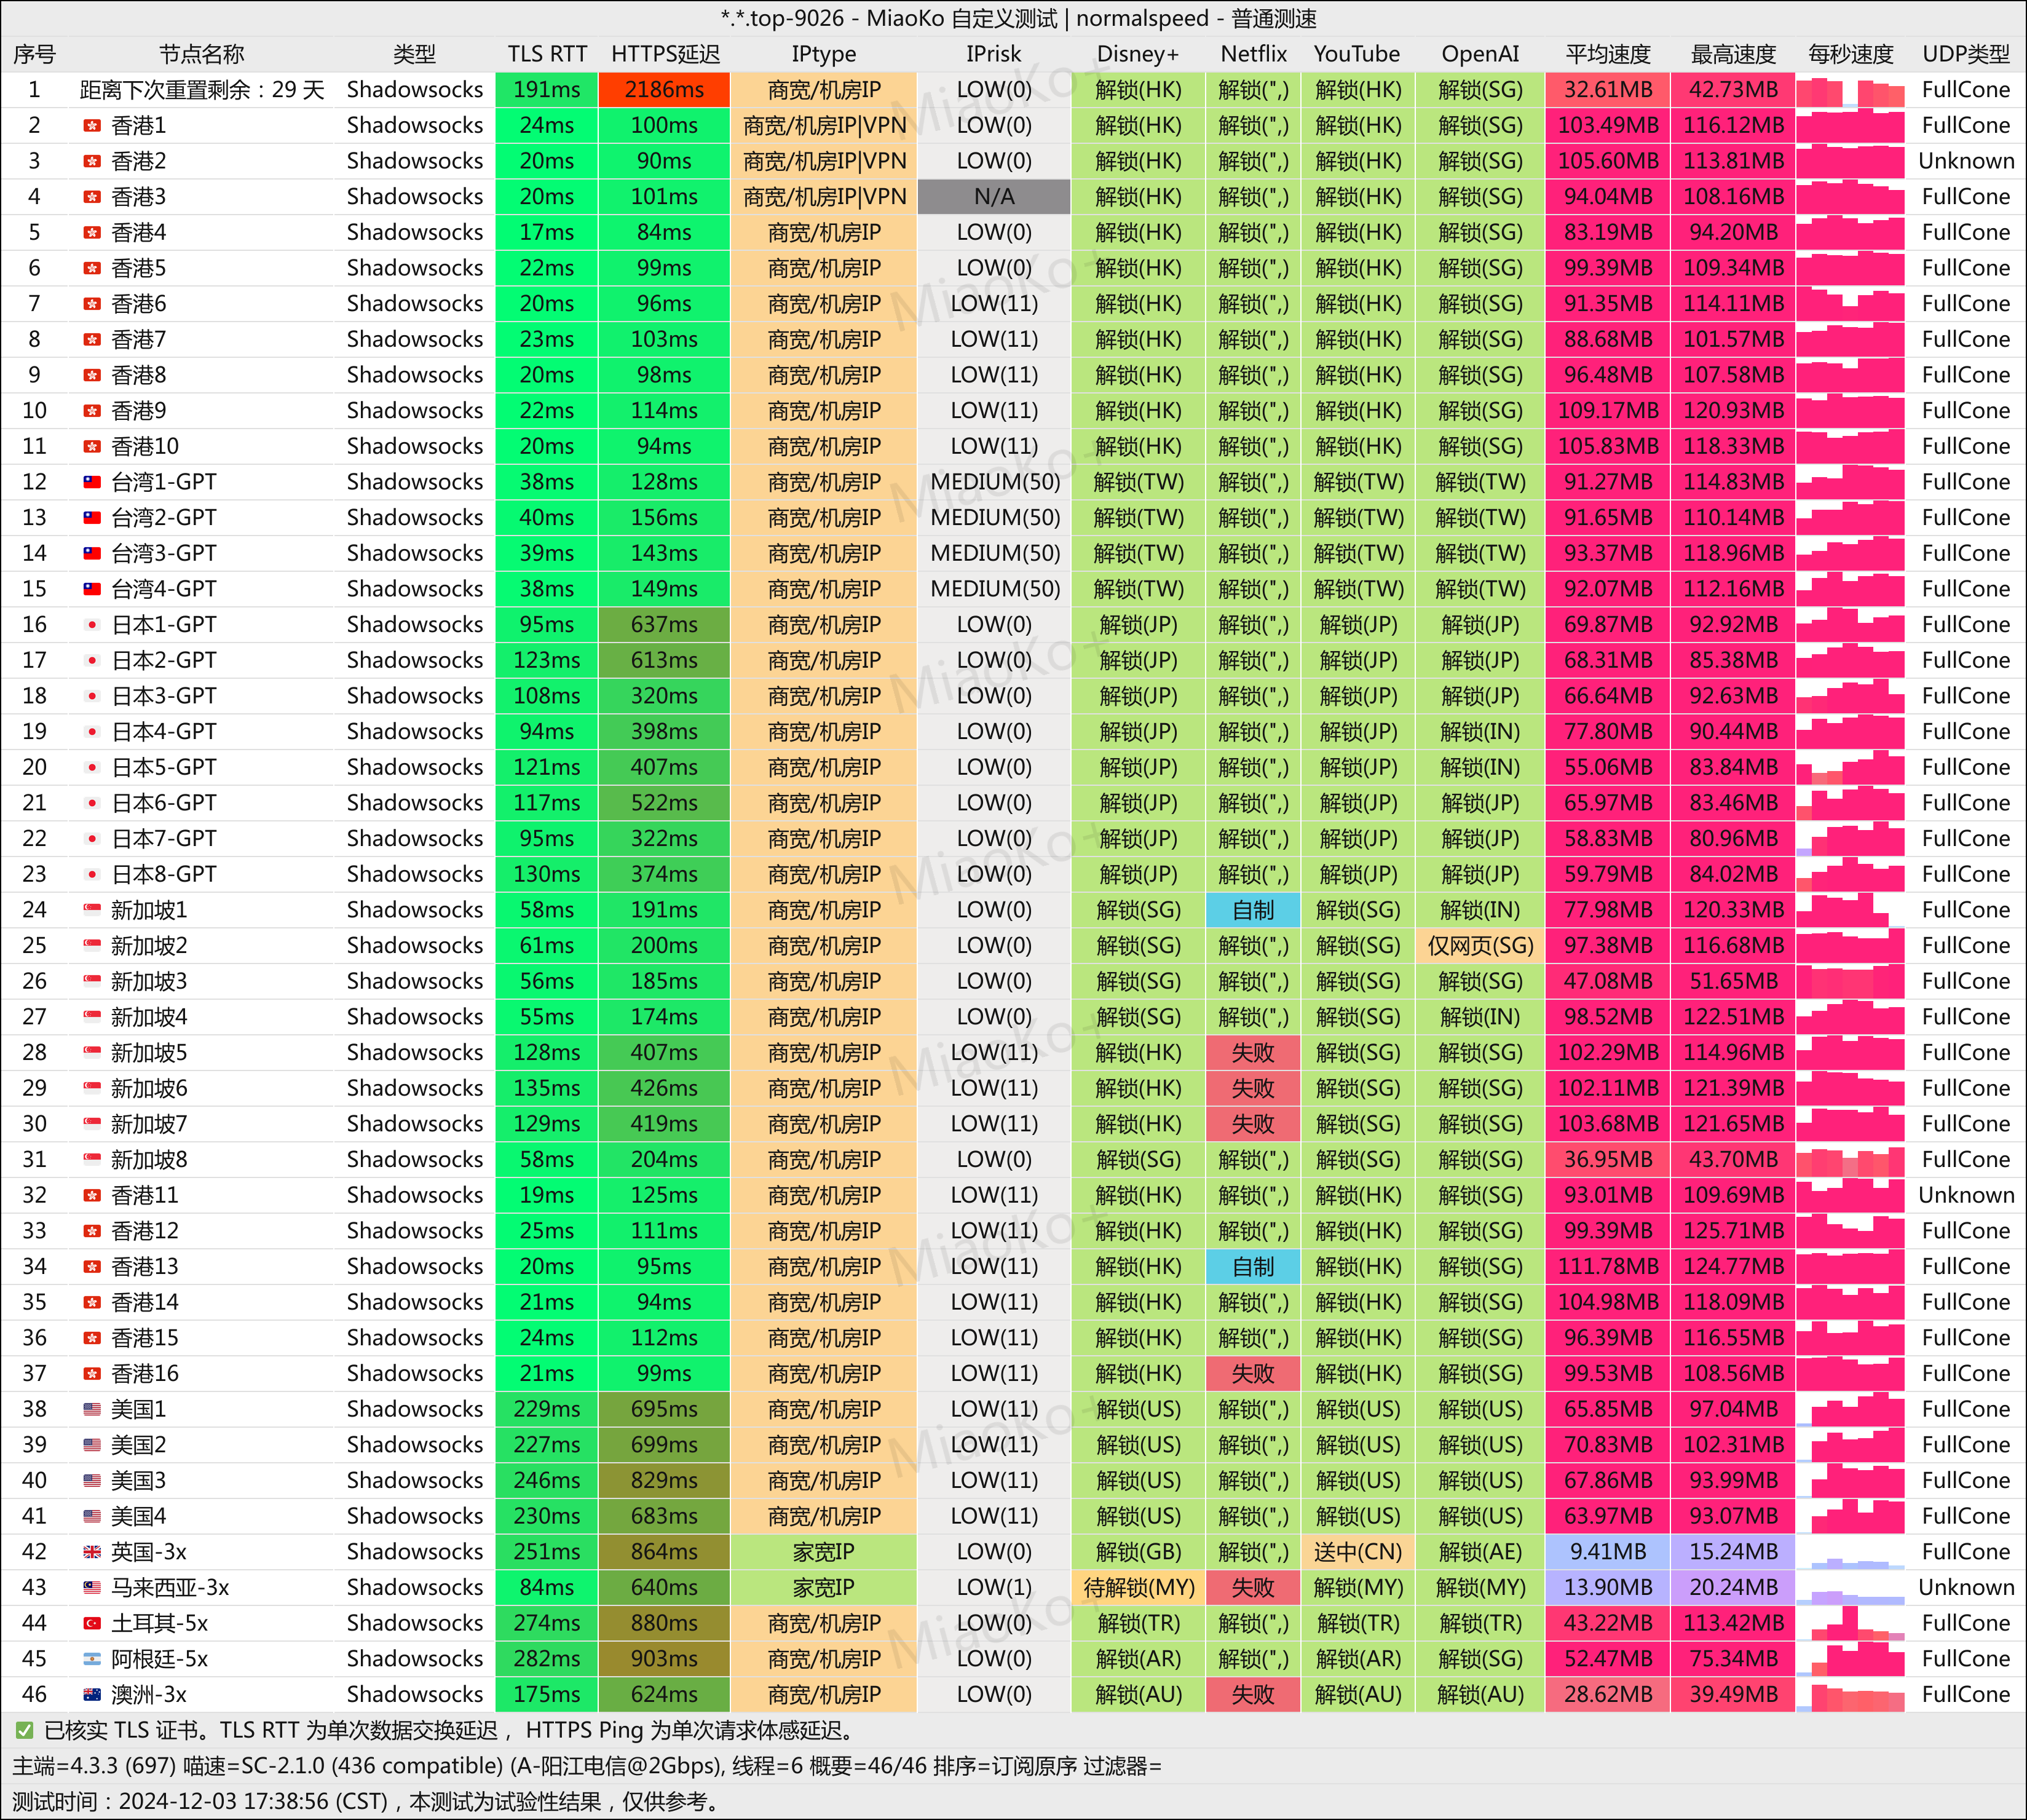 *.*.top-9026 - MiaoKo 自定义测试 | normalspeed - 普通测速
序号 节点名称 类型 TLS RTT HTTPS延迟 IPtype IPrisk Disney+ Netflix YouTube OpenAI 平均速度 最高速度 每秒速度 UDP类型
1 距离下次重置剩余：29 天 Shadowsocks 191ms 2186ms 商宽/机房IP LOW(0) 解锁(HK) 解锁(",) 解锁(HK) 解锁(SG) 32.61MB 42.73MB FullCone
2 香港1 Shadowsocks 24ms 100ms 商宽/机房IP|VPN LOW(0) 解锁(HK) 解锁(",) 解锁(HK) 解锁(SG) 103.49MB 116.12MB FullCone
3 香港2 Shadowsocks 20ms 90ms 商宽/机房IP|VPN LOW(0) 解锁(HK) 解锁(",) 解锁(HK) 解锁(SG) 105.60MB 113.81MB Unknown
4 香港3 Shadowsocks 20ms 101ms 商宽/机房IP|VPN N/A 解锁(HK) 解锁(",) 解锁(HK) 解锁(SG) 94.04MB 108.16MB FullCone
5 香港4 Shadowsocks 17ms 84ms 商宽/机房IP LOW(0) 解锁(HK) 解锁(",) 解锁(HK) 解锁(SG) 83.19MB 94.20MB FullCone
6 香港5 Shadowsocks 22ms 99ms 商宽/机房IP LOW(0) 解锁(HK) 解锁(",) 解锁(HK) 解锁(SG) 99.39MB 109.34MB FullCone
7 香港6 Shadowsocks 20ms 96ms 商宽/机房IP LOW(11) 解锁(HK) 解锁(",) 解锁(HK) 解锁(SG) 91.35MB 114.11MB FullCone
8 香港7 Shadowsocks 23ms 103ms 商宽/机房IP LOW(11) 解锁(HK) 解锁(",) 解锁(HK) 解锁(SG) 88.68MB 101.57MB FullCone
9 香港8 Shadowsocks 20ms 98ms 商宽/机房IP LOW(11) 解锁(HK) 解锁(",) 解锁(HK) 解锁(SG) 96.48MB 107.58MB FullCone
10 香港9 Shadowsocks 22ms 114ms 商宽/机房IP LOW(11) 解锁(HK) 解锁(",) 解锁(HK) 解锁(SG) 109.17MB 120.93MB FullCone
11 香港10 Shadowsocks 20ms 94ms 商宽/机房IP LOW(11) 解锁(HK) 解锁(",) 解锁(HK) 解锁(SG) 105.83MB 118.33MB FullCone
12 台湾1-GPT Shadowsocks 38ms 128ms 商宽/机房IP MEDIUM(50) 解锁(TW) 解锁(",) 解锁(TW) 解锁(TW) 91.27MB 114.83MB FullCone
13 台湾2-GPT Shadowsocks 40ms 156ms 商宽/机房IP MEDIUM(50) 解锁(TW) 解锁(",) 解锁(TW) 解锁(TW) 91.65MB 110.14MB FullCone
14 台湾3-GPT Shadowsocks 39ms 143ms 商宽/机房IP MEDIUM(50) 解锁(TW) 解锁(",) 解锁(TW) 解锁(TW) 93.37MB 118.96MB FullCone
15 台湾4-GPT Shadowsocks 38ms 149ms 商宽/机房IP MEDIUM(50) 解锁(TW) 解锁(",) 解锁(TW) 解锁(TW) 92.07MB 112.16MB FullCone
16 日本1-GPT Shadowsocks 95ms 637ms 商宽/机房IP LOW(0) 解锁(JP) 解锁(",) 解锁(JP) 解锁(JP) 69.87MB 92.92MB FullCone
17 日本2-GPT Shadowsocks 123ms 613ms 商宽/机房IP LOW(0) 解锁(JP) 解锁(",) 解锁(JP) 解锁(JP) 68.31MB 85.38MB FullCone
18 日本3-GPT Shadowsocks 108ms 320ms 商宽/机房IP LOW(0) 解锁(JP) 解锁(",) 解锁(JP) 解锁(JP) 66.64MB 92.63MB FullCone
19 日本4-GPT Shadowsocks 94ms 398ms 商宽/机房IP LOW(0) 解锁(JP) 解锁(",) 解锁(JP) 解锁(IN) 77.80MB 90.44MB FullCone
20 日本5-GPT Shadowsocks 121ms 407ms 商宽/机房IP LOW(0) 解锁(JP) 解锁(",) 解锁(JP) 解锁(IN) 55.06MB 83.84MB FullCone
21 日本6-GPT Shadowsocks 117ms 522ms 商宽/机房IP LOW(0) 解锁(JP) 解锁(",) 解锁(JP) 解锁(JP) 65.97MB 83.46MB FullCone
22 日本7-GPT Shadowsocks 95ms 322ms 商宽/机房IP LOW(0) 解锁(JP) 解锁(",) 解锁(JP) 解锁(JP) 58.83MB 80.96MB FullCone
23 日本8-GPT Shadowsocks 130ms 374ms 商宽/机房IP LOW(0) 解锁(JP) 解锁(",) 解锁(JP) 解锁(JP) 59.79MB 84.02MB FullCone
24 新加坡1 Shadowsocks 58ms 191ms 商宽/机房IP LOW(0) 解锁(SG) 自制 解锁(SG) 解锁(IN) 77.98MB 120.33MB FullCone
25 新加坡2 Shadowsocks 61ms 200ms 商宽/机房IP LOW(0) 解锁(SG) 解锁(",) 解锁(SG) 仅网页(SG) 97.38MB 116.68MB FullCone
26 新加坡3 Shadowsocks 56ms 185ms 商宽/机房IP LOW(0) 解锁(SG) 解锁(",) 解锁(SG) 解锁(SG) 47.08MB 51.65MB FullCone
27 新加坡4 Shadowsocks 55ms 174ms 商宽/机房IP LOW(0) 解锁(SG) 解锁(",) 解锁(SG) 解锁(IN) 98.52MB 122.51MB FullCone
28 新加坡5 Shadowsocks 128ms 407ms 商宽/机房IP LOW(11) 解锁(HK) 失败 解锁(SG) 解锁(SG) 102.29MB 114.96MB FullCone
29 新加坡6 Shadowsocks 135ms 426ms 商宽/机房IP LOW(11) 解锁(HK) 失败 解锁(SG) 解锁(SG) 102.11MB 121.39MB FullCone
30 新加坡7 Shadowsocks 129ms 419ms 商宽/机房IP LOW(11) 解锁(HK) 失败 解锁(SG) 解锁(SG) 103.68MB 121.65MB FullCone
31 新加坡8 Shadowsocks 58ms 204ms 商宽/机房IP LOW(0) 解锁(SG) 解锁(",) 解锁(SG) 解锁(SG) 36.95MB 43.70MB FullCone
32 香港11 Shadowsocks 19ms 125ms 商宽/机房IP LOW(11) 解锁(HK) 解锁(",) 解锁(HK) 解锁(SG) 93.01MB 109.69MB Unknown
33 香港12 Shadowsocks 25ms 111ms 商宽/机房IP LOW(11) 解锁(HK) 解锁(",) 解锁(HK) 解锁(SG) 99.39MB 125.71MB FullCone
34 香港13 Shadowsocks 20ms 95ms 商宽/机房IP LOW(11) 解锁(HK) 自制 解锁(HK) 解锁(SG) 111.78MB 124.77MB FullCone
35 香港14 Shadowsocks 21ms 94ms 商宽/机房IP LOW(11) 解锁(HK) 解锁(",) 解锁(HK) 解锁(SG) 104.98MB 118.09MB FullCone
36 香港15 Shadowsocks 24ms 112ms 商宽/机房IP LOW(11) 解锁(HK) 解锁(",) 解锁(HK) 解锁(SG) 96.39MB 116.55MB FullCone
37 香港16 Shadowsocks 21ms 99ms 商宽/机房IP LOW(11) 解锁(HK) 失败 解锁(HK) 解锁(SG) 99.53MB 108.56MB FullCone
38 美国1 Shadowsocks 229ms 695ms 商宽/机房IP LOW(11) 解锁(US) 解锁(",) 解锁(US) 解锁(US) 65.85MB 97.04MB FullCone
39 美国2 Shadowsocks 227ms 699ms 商宽/机房IP LOW(11) 解锁(US) 解锁(",) 解锁(US) 解锁(US) 70.83MB 102.31MB FullCone
40 美国3 Shadowsocks 246ms 829ms 商宽/机房IP LOW(11) 解锁(US) 解锁(",) 解锁(US) 解锁(US) 67.86MB 93.99MB FullCone
41 美国4 Shadowsocks 230ms 683ms 商宽/机房IP LOW(11) 解锁(US) 解锁(",) 解锁(US) 解锁(US) 63.97MB 93.07MB FullCone
42 英国-3x Shadowsocks 251ms 864ms 家宽IP LOW(0) 解锁(GB) 解锁(",) 送中(CN) 解锁(AE) 9.41MB 15.24MB FullCone
43 马来西亚-3x Shadowsocks 84ms 640ms 家宽IP LOW(1) 待解锁(MY) 失败 解锁(MY) 解锁(MY) 13.90MB 20.24MB Unknown
44 土耳其-5x Shadowsocks 274ms 880ms 商宽/机房IP LOW(0) 解锁(TR) 解锁(",) 解锁(TR) 解锁(TR) 43.22MB 113.42MB FullCone
45 阿根廷-5x Shadowsocks 282ms 903ms 商宽/机房IP LOW(0) 解锁(AR) 解锁(",) 解锁(AR) 解锁(SG) 52.47MB 75.34MB FullCone
46 澳洲-3x Shadowsocks 175ms 624ms 商宽/机房IP LOW(0) 解锁(AU) 失败 解锁(AU) 解锁(AU) 28.62MB 39.49MB FullCone
已核实 TLS 证书。TLS RTT 为单次数据交换延迟 ， HTTPS Ping 为单次请求体感延迟。
主端=4.3.3 (697) 喵速=SC-2.1.0 (436 compatible) (A-阳江电信@2Gbps), 线程=6 概要=46/46 排序=订阅原序 过滤器=
测试时间：2024-12-03 17:38:56 (CST)，本测试为试验性结果，仅供参考。
MiaoKo+
MiaoKo+
MiaoKo+
MiaoKo+
MiaoKo+
MiaoKo+
MiaoKo+
MiaoKo+
MiaoKo+